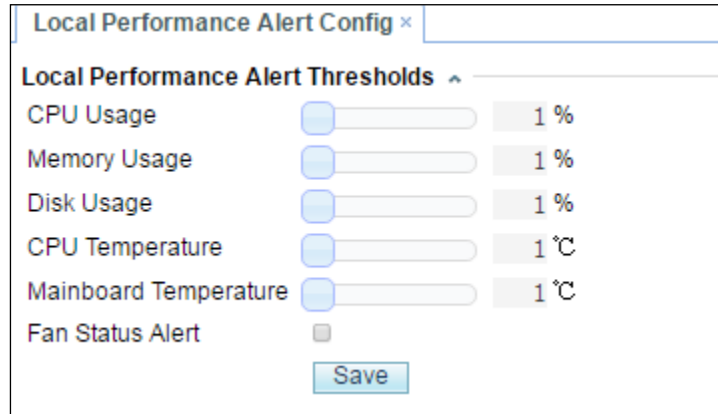 Local Performance Alert Config ×
Local Performance Alert Thresholds
CPU Usage 1 %
Memory Usage 1 %
Disk Usage 1 %
CPU Temperature 1 ℃
Mainboard Temperature 1 ℃
Fan Status Alert
Save